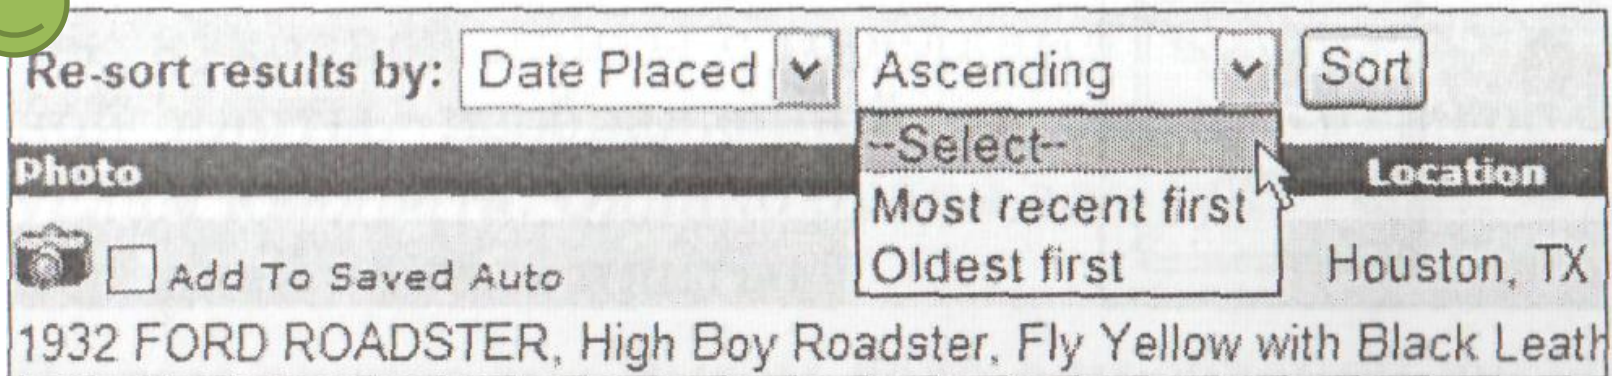 Re-sort results by: Date Placed Ascending Sort
--Select--
Photo Location
Most recent first
Add To Saved Auto Oldest first Houston, TX
1932 FORD ROADSTER, High Boy Roadster, Fly Yellow with Black Leath